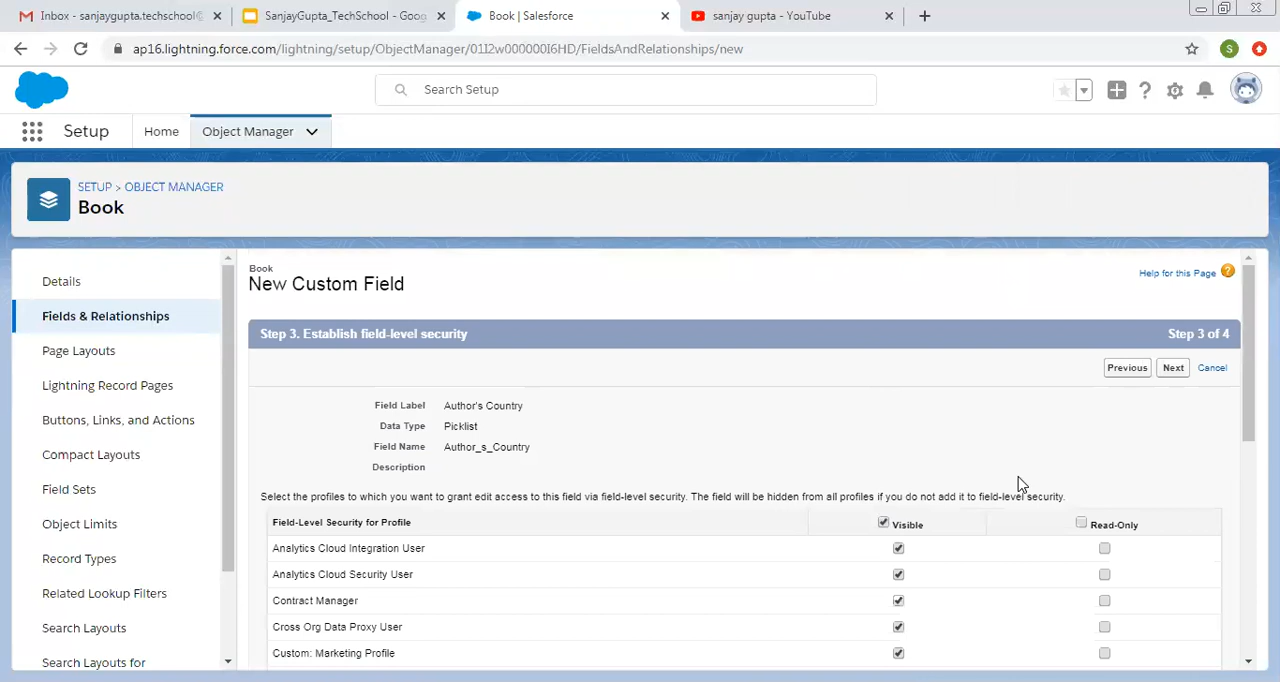 Inbox - sanjaygupta.techschool@
SanjayGupta_TechSchool - Goog
Book | Salesforce
sanjay gupta - YouTube
ap16.lightning.force.com/lightning/setup/ObjectManager/01I2w000000I6HD/FieldsAndRelationships/new
S
Search Setup
Setup
Home
Object Manager
SETUP > OBJECT MANAGER
Book
Details
Fields & Relationships
Page Layouts
Lightning Record Pages
Buttons, Links, and Actions
Compact Layouts
Field Sets
Object Limits
Record Types
Related Lookup Filters
Search Layouts
Search Layouts for
Book
New Custom Field
Help for this Page ?
Step 3. Establish field-level security Step 3 of 4
Previous Next Cancel
Field Label Author's Country
Data Type Picklist
Field Name Author_s_Country
Description
Select the profiles to which you want to grant edit access to this field via field-level security. The field will be hidden from all profiles if you do not add it to field-level security.
Field-Level Security for Profile Visible Read-Only
Analytics Cloud Integration User
Analytics Cloud Security User
Contract Manager
Cross Org Data Proxy User
Custom: Marketing Profile